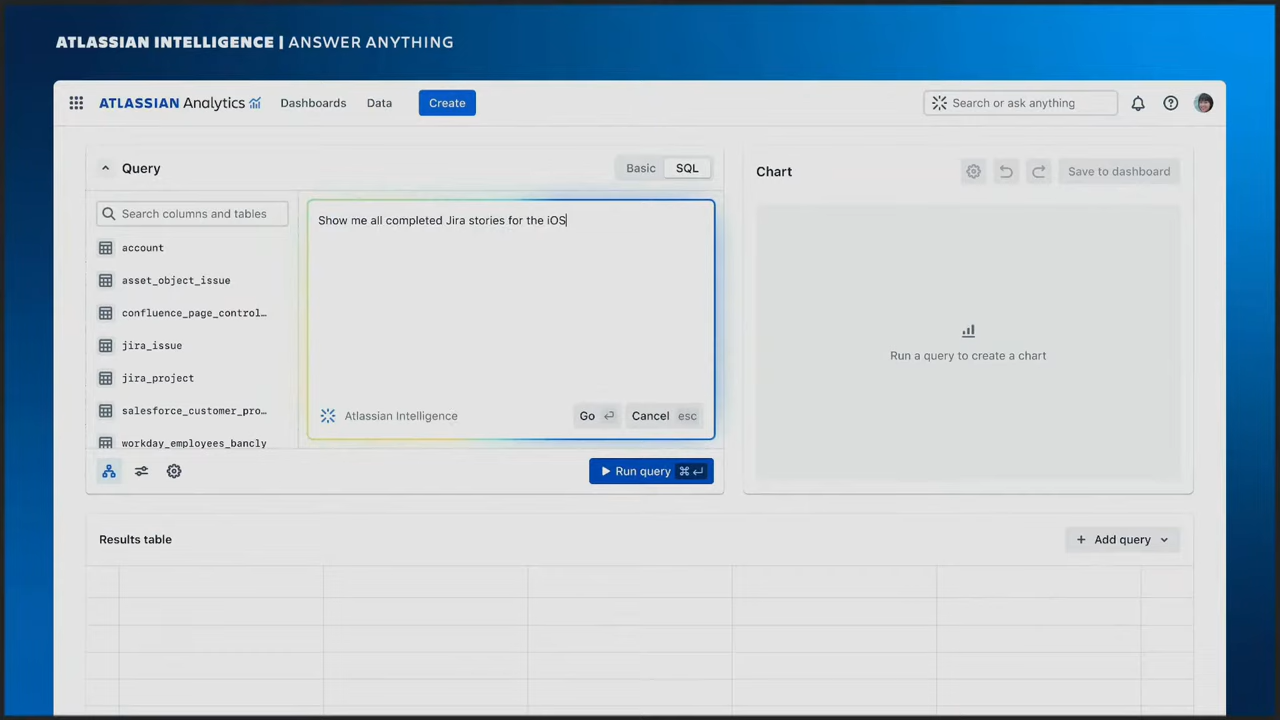 ATLASSIAN INTELLIGENCE | ANSWER ANYTHING
ATLASSIAN Analytics
Dashboards
Data
Create
Search or ask anything
Query
Basic
SQL
Search columns and tables
account
asset_object_issue
confluence_page_control…
jira_issue
jira_project
salesforce_customer_pro…
workday_employees_bancly
Show me all completed Jira stories for the iOS
Atlassian Intelligence
Go
Cancel esc
Run query ⌘ ↵
Chart
Save to dashboard
Run a query to create a chart
Results table
+ Add query